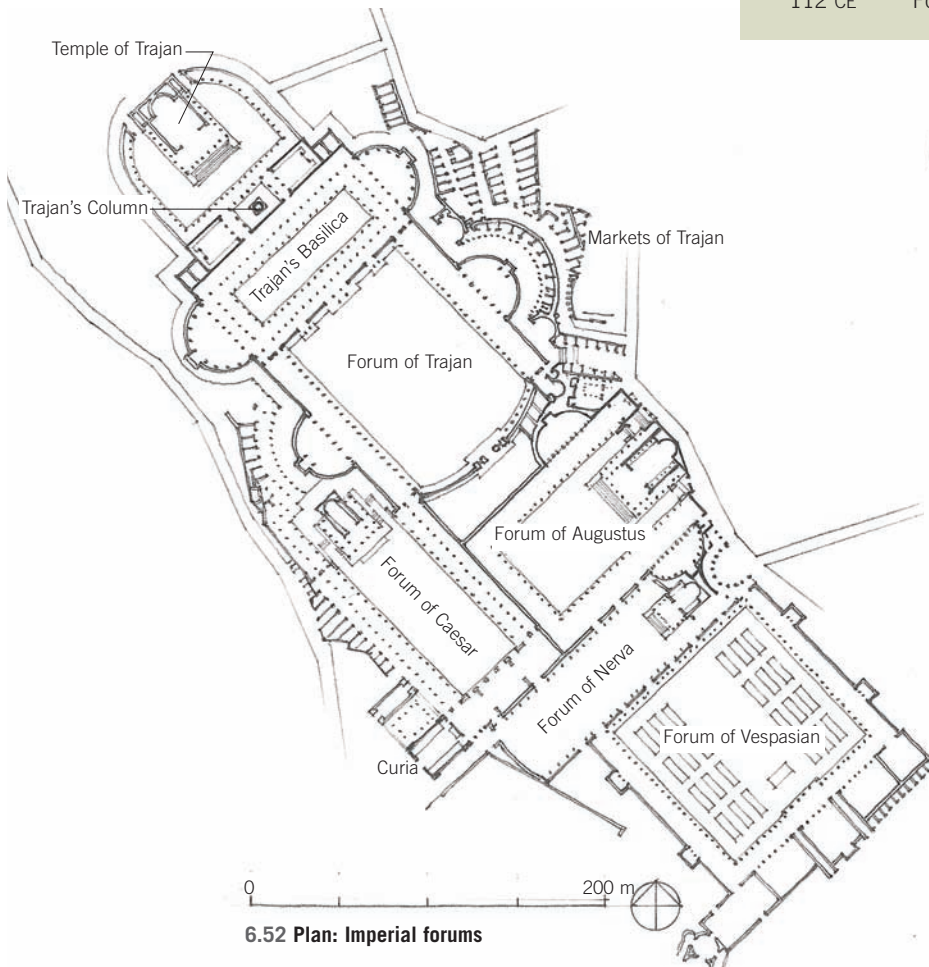 112 CE FO
Temple of Trajan
Trajan's Column
Trajan's Basilica
Markets of Trajan
Forum of Trajan
Forum of Augustus
Forum of Caesar
Forum of Nerva
Forum of Vespasian
Curia
0 200 m
6.52 Plan: Imperial forums